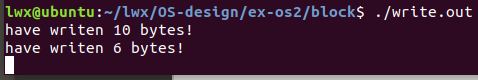 lwx@ubuntu:~/lwx/OS-design/ex-os2/block$ ./write.out
have writen 10 bytes!
have writen 6 bytes!